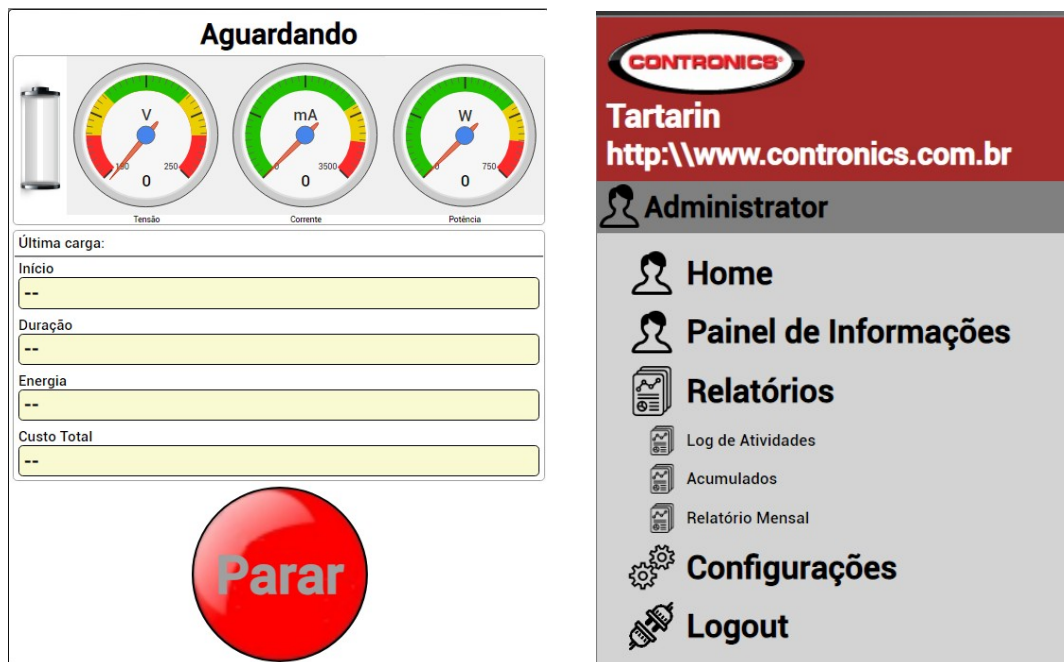 Aguardando
V
160 250
0
Tensão
mA
0 3500
0
Corrente
W
0 750
0
Potência
Última carga:
Início
--
Duração
--
Energia
--
Custo Total
--
Parar
CONTRONICS®
Tartarin
http:\\www.contronics.com.br
Administrator
Home
Painel de Informações
Relatórios
Log de Atividades
Acumulados
Relatório Mensal
Configurações
Logout